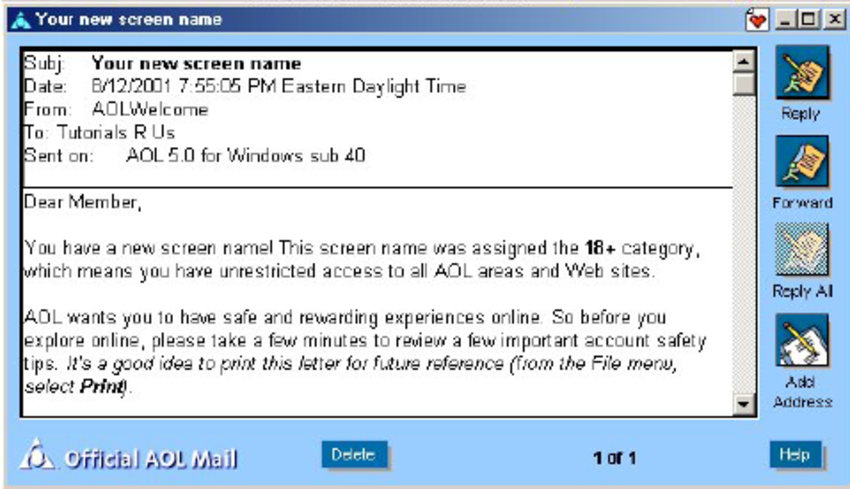 Your new screen name
Subj: Your new screen name
Date: 8/12/2001 7:55:05 PM Eastern Daylight Time
From: AOLWelcome
To: Tutorials R Us
Sent on: AOL 5.0 for Windows sub 40
Dear Member,
You have a new screen name! This screen name was assigned the 18+ category,
which means you have unrestricted access to all AOL areas and Web sites.
AOL wants you to have safe and rewarding experiences online. So before you
explore online, please take a few minutes to review a few important account safety
tips. It's a good idea to print this letter for future reference (from the File menu,
select Print).
Reply
Forward
Reply All
Add
Address
Official AOL Mail
Delete
1 of 1
Help